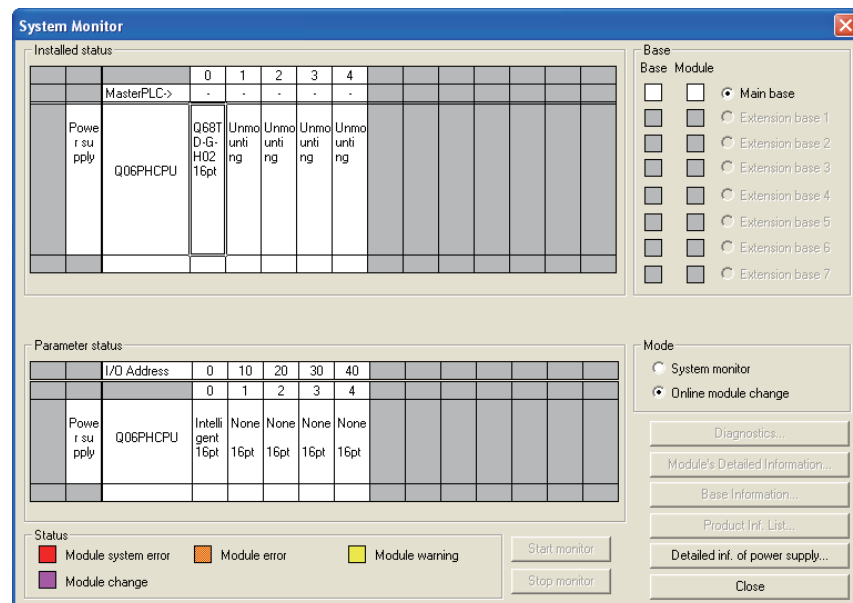 System Monitor
Installed status
0 1 2 3 4
MasterPLC-> - - - - -
Powe
r su
pply
Q06PHCPU
Q68T
D-G-
H02
16pt
Unmo
unti
ng
Unmo
unti
ng
Unmo
unti
ng
Unmo
unti
ng
Base
Base Module
Main base
Extension base 1
Extension base 2
Extension base 3
Extension base 4
Extension base 5
Extension base 6
Extension base 7
Parameter status
I/O Address 0 10 20 30 40
0 1 2 3 4
Powe
r su
pply
Q06PHCPU
Intelli
gent
16pt
None
16pt
None
16pt
None
16pt
None
16pt
Mode
System monitor
Online module change
Diagnostics...
Module's Detailed Information...
Base Information...
Product Inf. List...
Detailed inf. of power supply...
Close
Status
Module system error
Module error
Module warning
Module change
Start monitor
Stop monitor